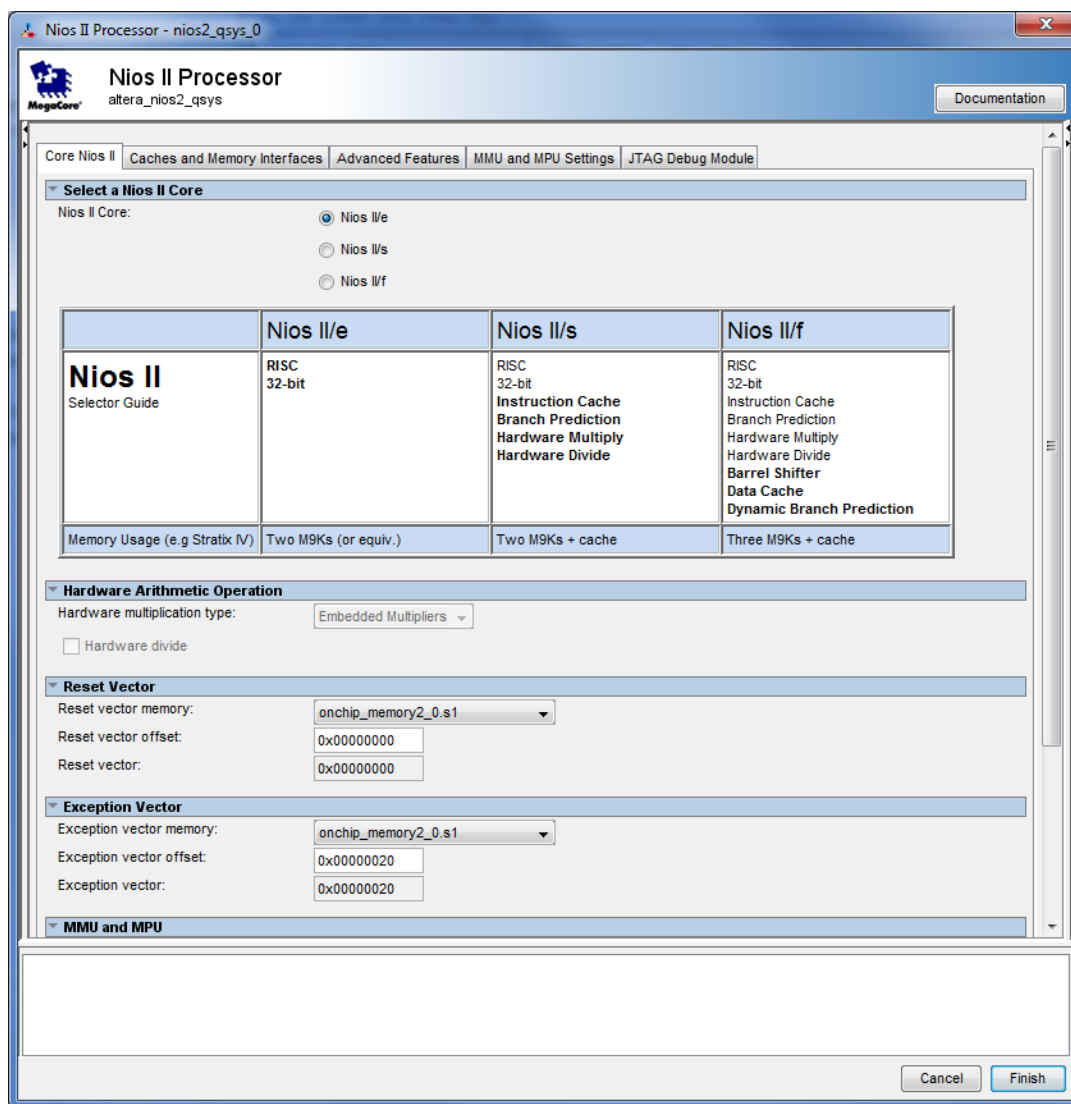 Nios II Processor - nios2_qsys_0
MegaCore®
Nios II Processor
altera_nios2_qsys
Documentation
Core Nios II
Caches and Memory Interfaces
Advanced Features
MMU and MPU Settings
JTAG Debug Module
Select a Nios II Core
Nios II Core:
Nios II/e
Nios II/s
Nios II/f
Nios II/e
Nios II/s
Nios II/f
Nios II
Selector Guide
RISC
32-bit
RISC
32-bit
Instruction Cache
Branch Prediction
Hardware Multiply
Hardware Divide
RISC
32-bit
Instruction Cache
Branch Prediction
Hardware Multiply
Hardware Divide
Barrel Shifter
Data Cache
Dynamic Branch Prediction
Memory Usage (e.g Stratix IV)
Two M9Ks (or equiv.)
Two M9Ks + cache
Three M9Ks + cache
Hardware Arithmetic Operation
Hardware multiplication type:
Embedded Multipliers
Hardware divide
Reset Vector
Reset vector memory:
onchip_memory2_0.s1
Reset vector offset:
0x00000000
Reset vector:
0x00000000
Exception Vector
Exception vector memory:
onchip_memory2_0.s1
Exception vector offset:
0x00000020
Exception vector:
0x00000020
MMU and MPU
Cancel
Finish